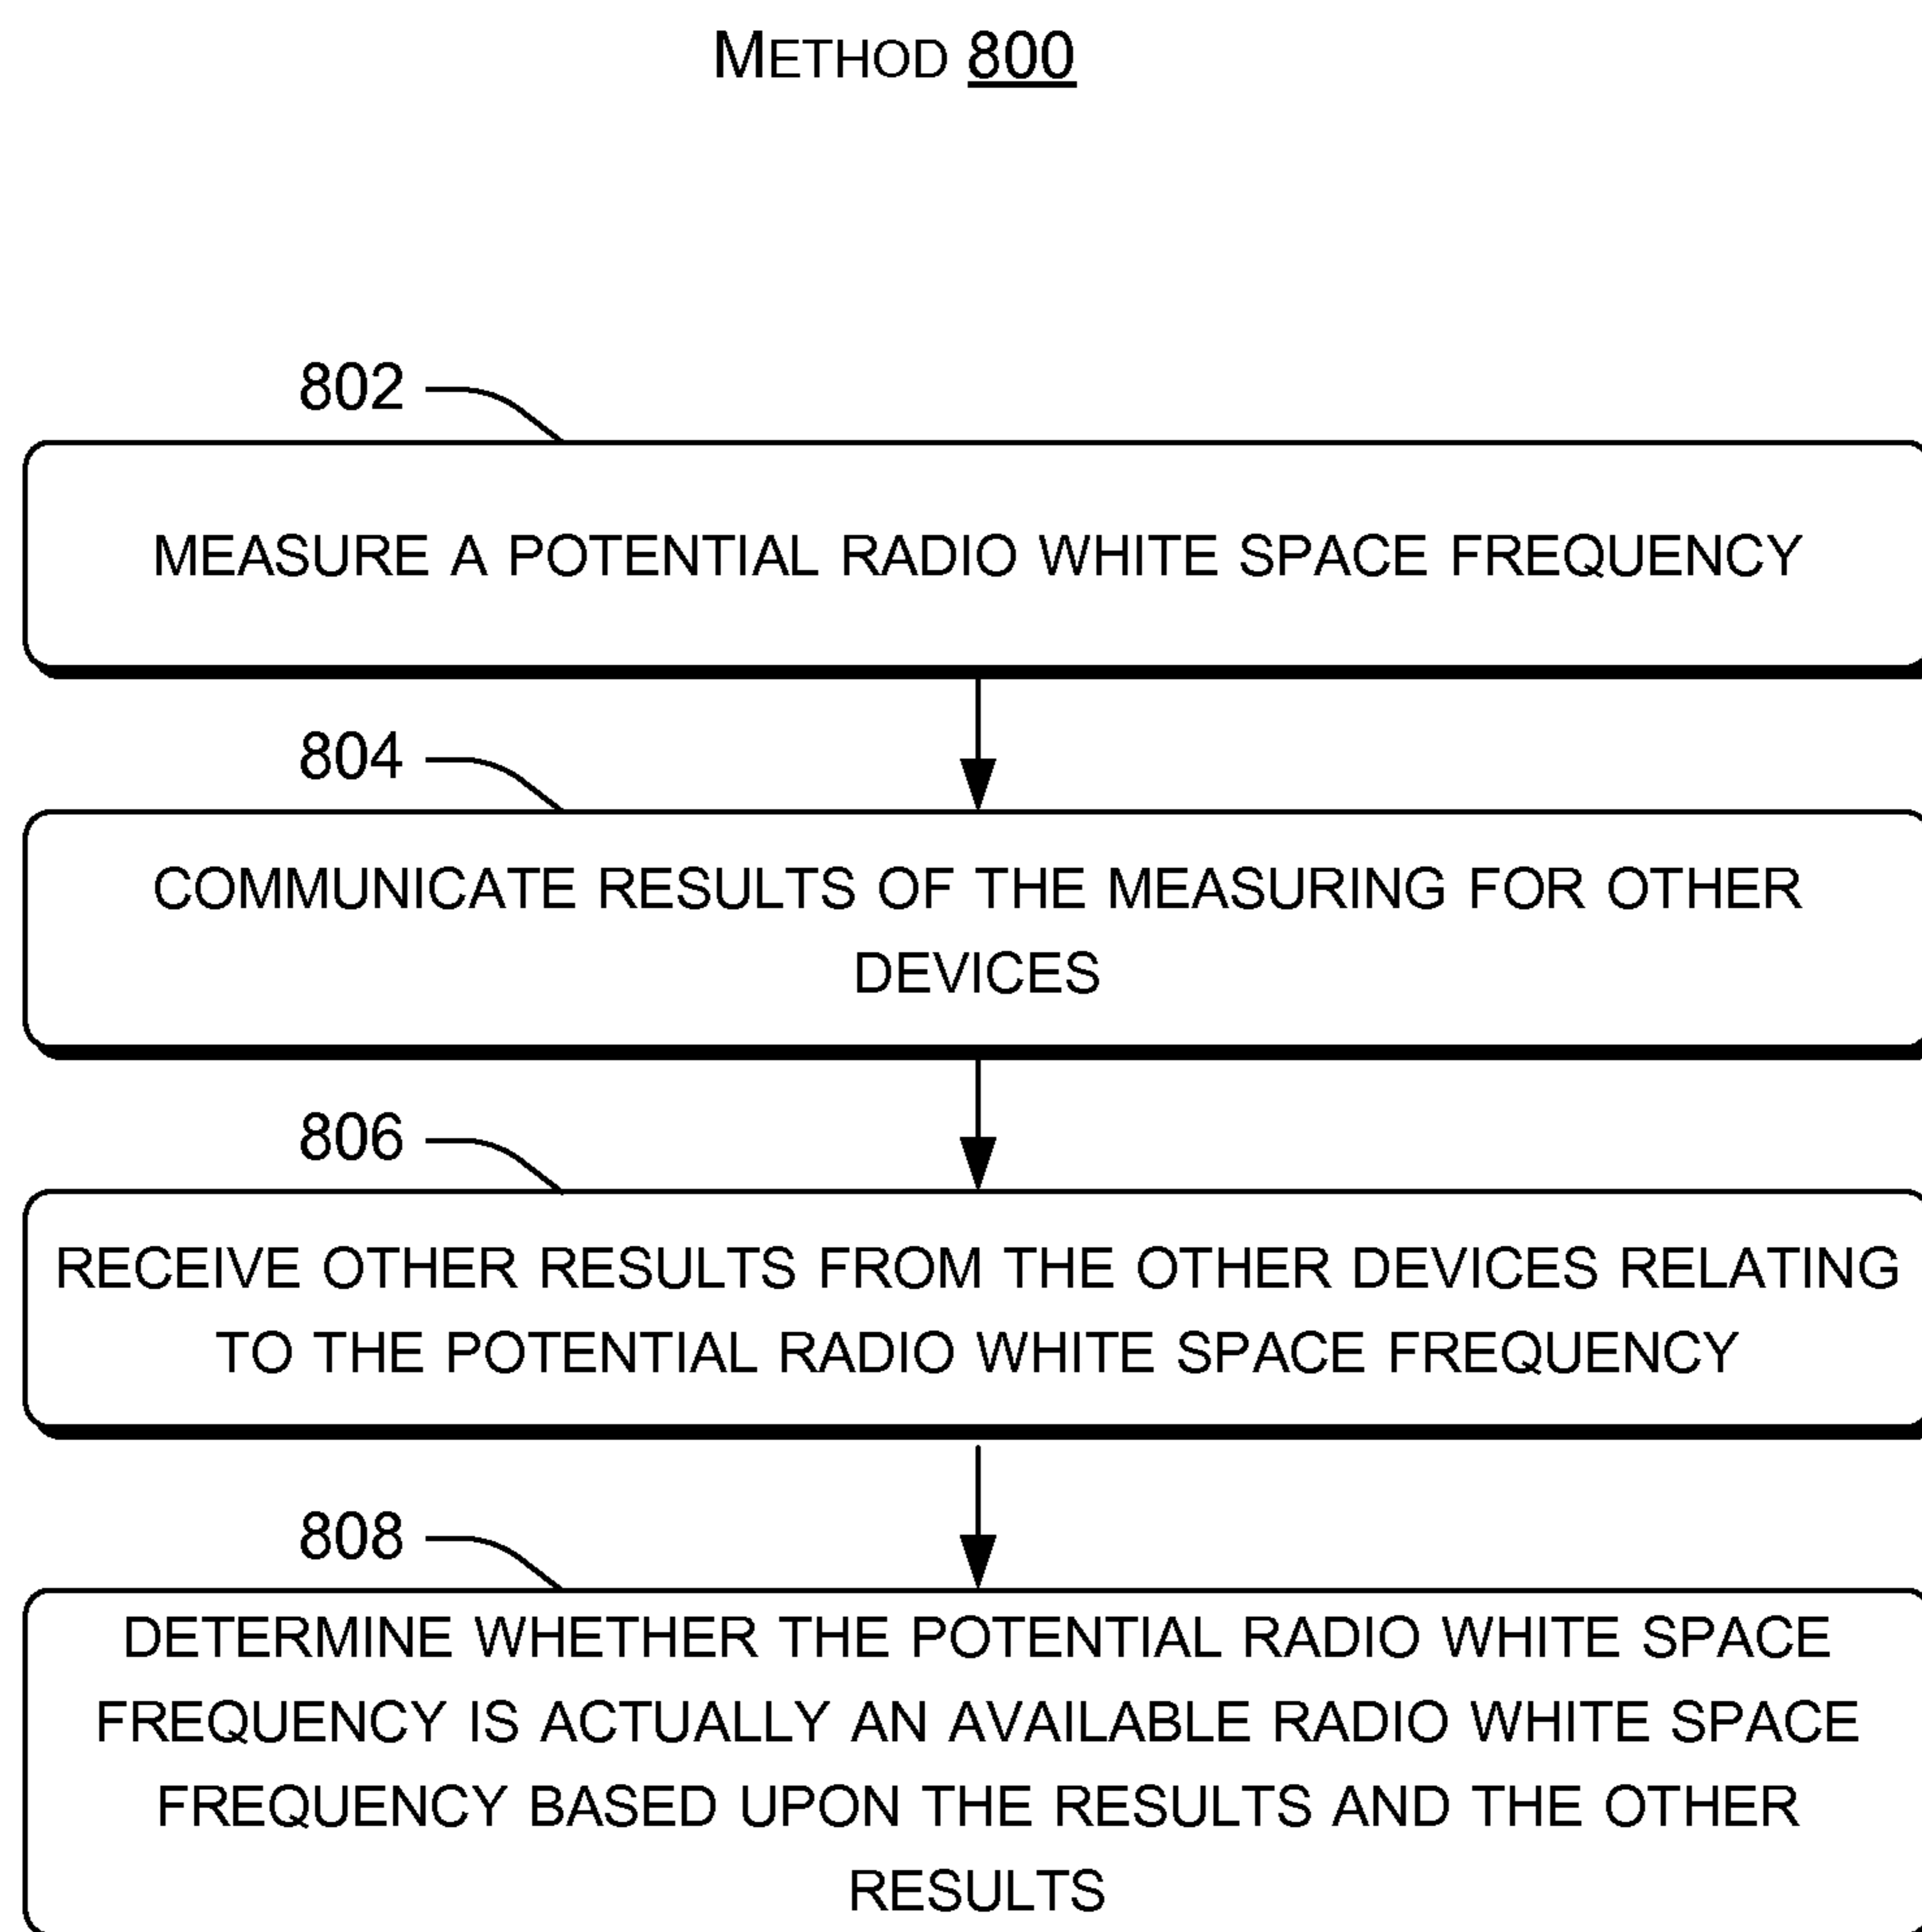 METHOD 800
802
MEASURE A POTENTIAL RADIO WHITE SPACE FREQUENCY
804
COMMUNICATE RESULTS OF THE MEASURING FOR OTHER
DEVICES
806
RECEIVE OTHER RESULTS FROM THE OTHER DEVICES RELATING
TO THE POTENTIAL RADIO WHITE SPACE FREQUENCY
808
DETERMINE WHETHER THE POTENTIAL RADIO WHITE SPACE
FREQUENCY IS ACTUALLY AN AVAILABLE RADIO WHITE SPACE
FREQUENCY BASED UPON THE RESULTS AND THE OTHER
RESULTS